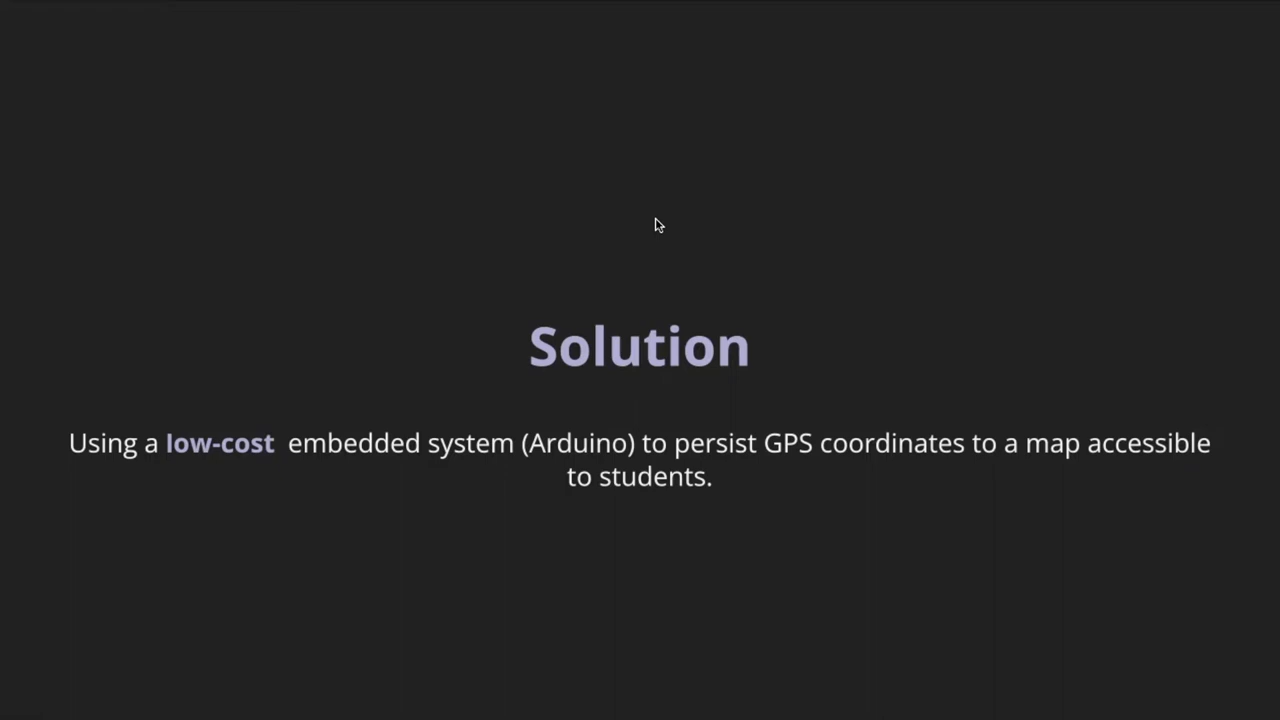 Solution
Using a low-cost embedded system (Arduino) to persist GPS coordinates to a map accessible
to students.